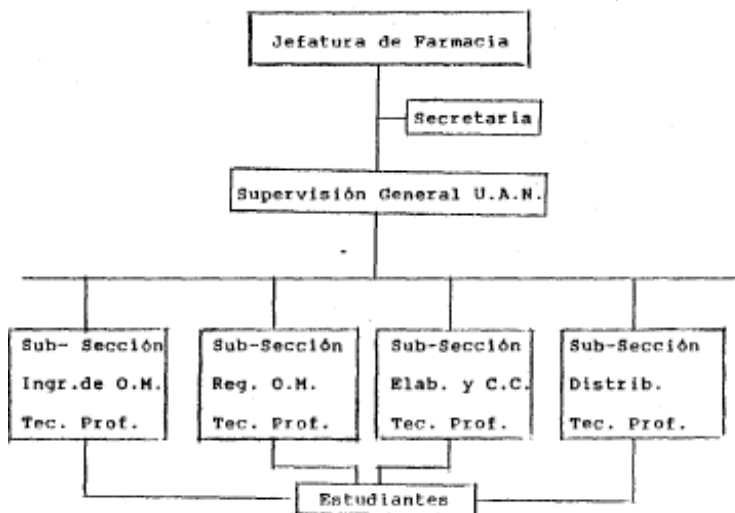 Jefatura de Farmacia
Secretaria
Supervisión General U.A.N.
Sub- Sección
Ingr.de O.M.
Tec. Prof.
Sub-Sección
Reg. O.M.
Tec. Prof.
Sub-Sección
Elab. y C.C.
Tec. Prof.
Sub-Sección
Distrib.
Tec. Prof.
Estudiantes